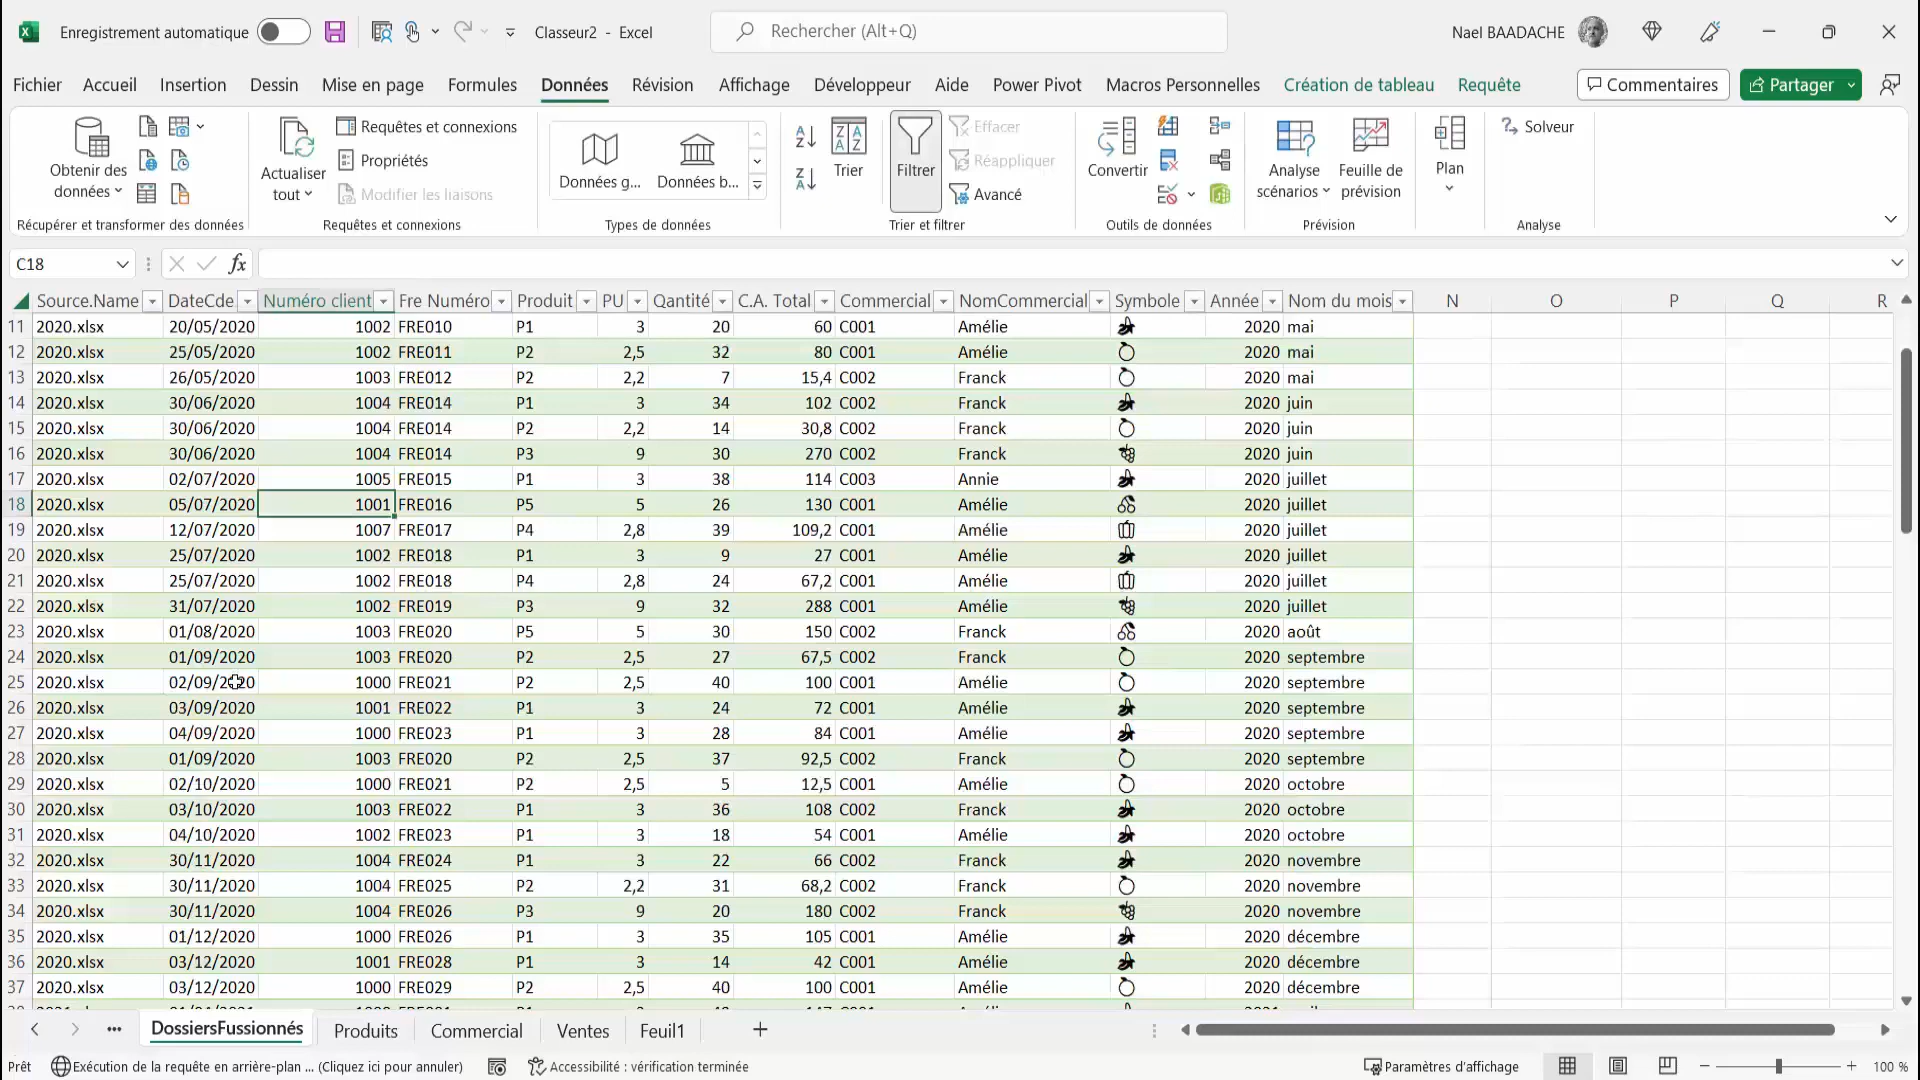 Enregistrement automatique Classeur2 - Excel Rechercher (Alt+Q) Nael BAADACHE
Fichier Accueil Insertion Dessin Mise en page Formules Données Révision Affichage Développeur Aide Power Pivot Macros Personnelles Création de tableau Requête Commentaires Partager
Obtenir des données
Récupérer et transformer des données
Actualiser tout
Requêtes et connexions
Propriétés
Modifier les liaisons
Requêtes et connexions
Données g... Données b...
Types de données
Trier
Filtrer
Effacer
Réappliquer
Avancé
Trier et filtrer
Convertir
Outils de données
Analyse scénarios
Feuille de prévision
Prévision
Plan
Solveur
Analyse
C18 fx
Source.Name DateCde Numéro client Fre Numéro Produit PU Qantité C.A. Total Commercial NomCommercial Symbole Année Nom du mois N O P Q R
11 2020.xlsx 20/05/2020 1002 FRE010 P1 3 20 60 C001 Amélie 2020 mai
12 2020.xlsx 25/05/2020 1002 FRE011 P2 2,5 32 80 C001 Amélie 2020 mai
13 2020.xlsx 26/05/2020 1003 FRE012 P2 2,2 7 15,4 C002 Franck 2020 mai
14 2020.xlsx 30/06/2020 1004 FRE014 P1 3 34 102 C002 Franck 2020 juin
15 2020.xlsx 30/06/2020 1004 FRE014 P2 2,2 14 30,8 C002 Franck 2020 juin
16 2020.xlsx 30/06/2020 1004 FRE014 P3 9 30 270 C002 Franck 2020 juin
17 2020.xlsx 02/07/2020 1005 FRE015 P1 3 38 114 C003 Annie 2020 juillet
18 2020.xlsx 05/07/2020 1001 FRE016 P5 5 26 130 C001 Amélie 2020 juillet
19 2020.xlsx 12/07/2020 1007 FRE017 P4 2,8 39 109,2 C001 Amélie 2020 juillet
20 2020.xlsx 25/07/2020 1002 FRE018 P1 3 9 27 C001 Amélie 2020 juillet
21 2020.xlsx 25/07/2020 1002 FRE018 P4 2,8 24 67,2 C001 Amélie 2020 juillet
22 2020.xlsx 31/07/2020 1002 FRE019 P3 9 32 288 C001 Amélie 2020 juillet
23 2020.xlsx 01/08/2020 1003 FRE020 P5 5 30 150 C002 Franck 2020 août
24 2020.xlsx 01/09/2020 1003 FRE020 P2 2,5 27 67,5 C002 Franck 2020 septembre
25 2020.xlsx 02/09/2020 1000 FRE021 P2 2,5 40 100 C001 Amélie 2020 septembre
26 2020.xlsx 03/09/2020 1001 FRE022 P1 3 24 72 C001 Amélie 2020 septembre
27 2020.xlsx 04/09/2020 1000 FRE023 P1 3 28 84 C001 Amélie 2020 septembre
28 2020.xlsx 01/09/2020 1003 FRE020 P2 2,5 37 92,5 C002 Franck 2020 septembre
29 2020.xlsx 02/10/2020 1000 FRE021 P2 2,5 5 12,5 C001 Amélie 2020 octobre
30 2020.xlsx 03/10/2020 1003 FRE022 P1 3 36 108 C002 Franck 2020 octobre
31 2020.xlsx 04/10/2020 1002 FRE023 P1 3 18 54 C001 Amélie 2020 octobre
32 2020.xlsx 30/11/2020 1004 FRE024 P1 3 22 66 C002 Franck 2020 novembre
33 2020.xlsx 30/11/2020 1004 FRE025 P2 2,2 31 68,2 C002 Franck 2020 novembre
34 2020.xlsx 30/11/2020 1004 FRE026 P3 9 20 180 C002 Franck 2020 novembre
35 2020.xlsx 01/12/2020 1000 FRE026 P1 3 35 105 C001 Amélie 2020 décembre
36 2020.xlsx 03/12/2020 1001 FRE028 P1 3 14 42 C001 Amélie 2020 décembre
37 2020.xlsx 03/12/2020 1000 FRE029 P2 2,5 40 100 C001 Amélie 2020 décembre
DossiersFussionnés Produits Commercial Ventes Feuil1
Prêt Exécution de la requête en arrière-plan ... (Cliquez ici pour annuler) Accessibilité : vérification terminée Paramètres d'affichage 100 %